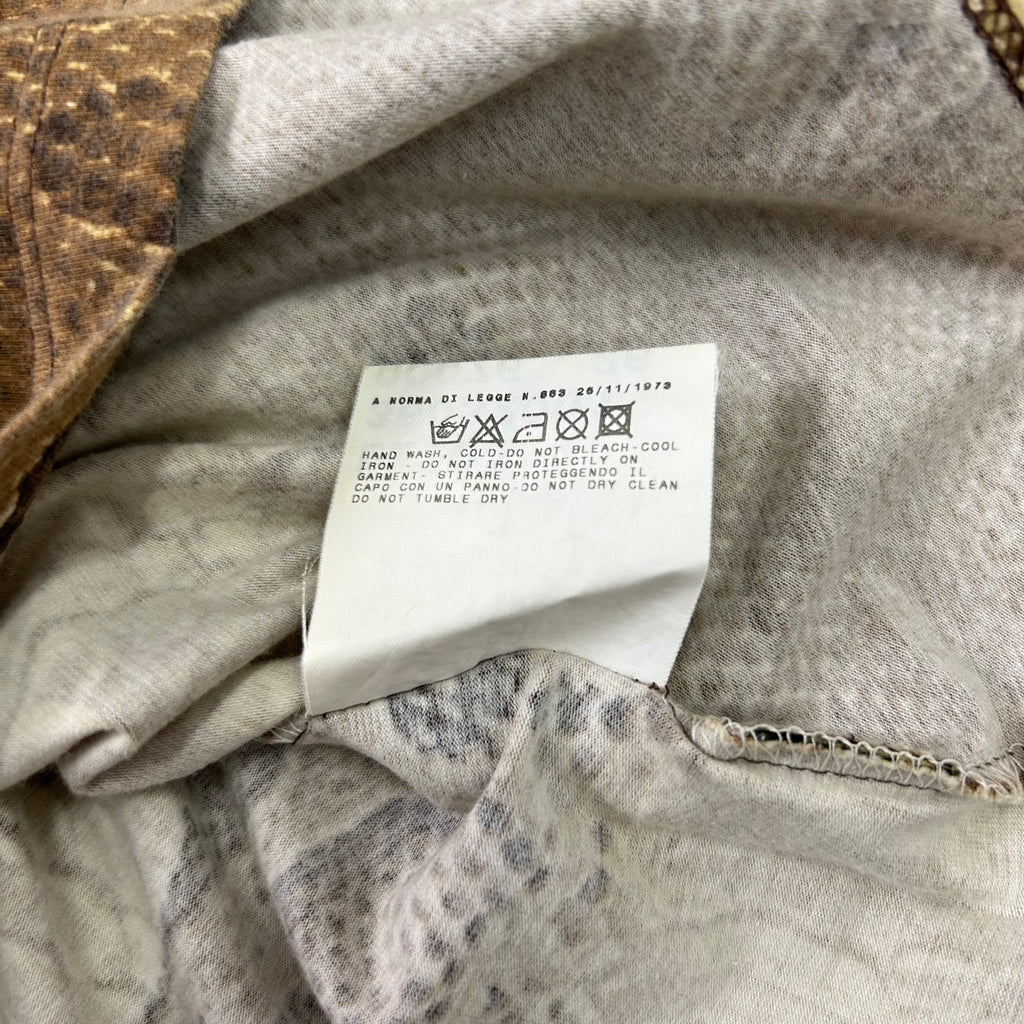 A NORMA DI LEGGE N.883 26/11/1973
HAND WASH, COLD-DO NOT BLEACH-COOL
IRON - DO NOT IRON DIRECTLY ON
GARMENT- STIRARE PROTEGGENDO IL
CAPO CON UN PANNO-DO NOT DRY CLEAN
DO NOT TUMBLE DRY